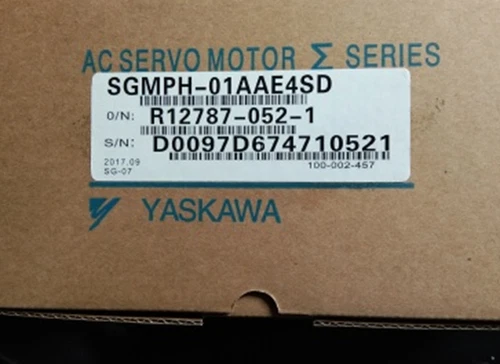 AC SERVO MOTOR Σ SERIES
SGMPH-01AAE4SD
O/N: R12787-052-1
S/N: D0097D674710521
2017.09
SG-07
100-002-457
YASKAWA